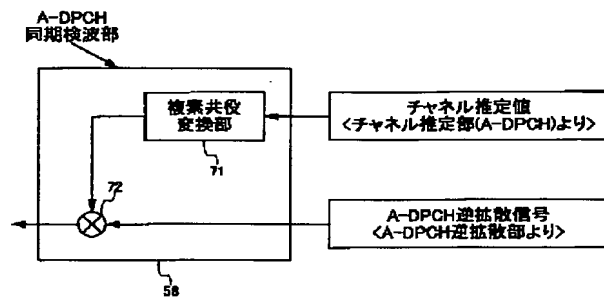 A-DPCH
同期検波部
複素共役
変換部
71
チャネル推定値
<チャネル推定部(A-DPCH)より>
72
A-DPCH逆拡散信号
<A-DPCH逆拡散部より>
58